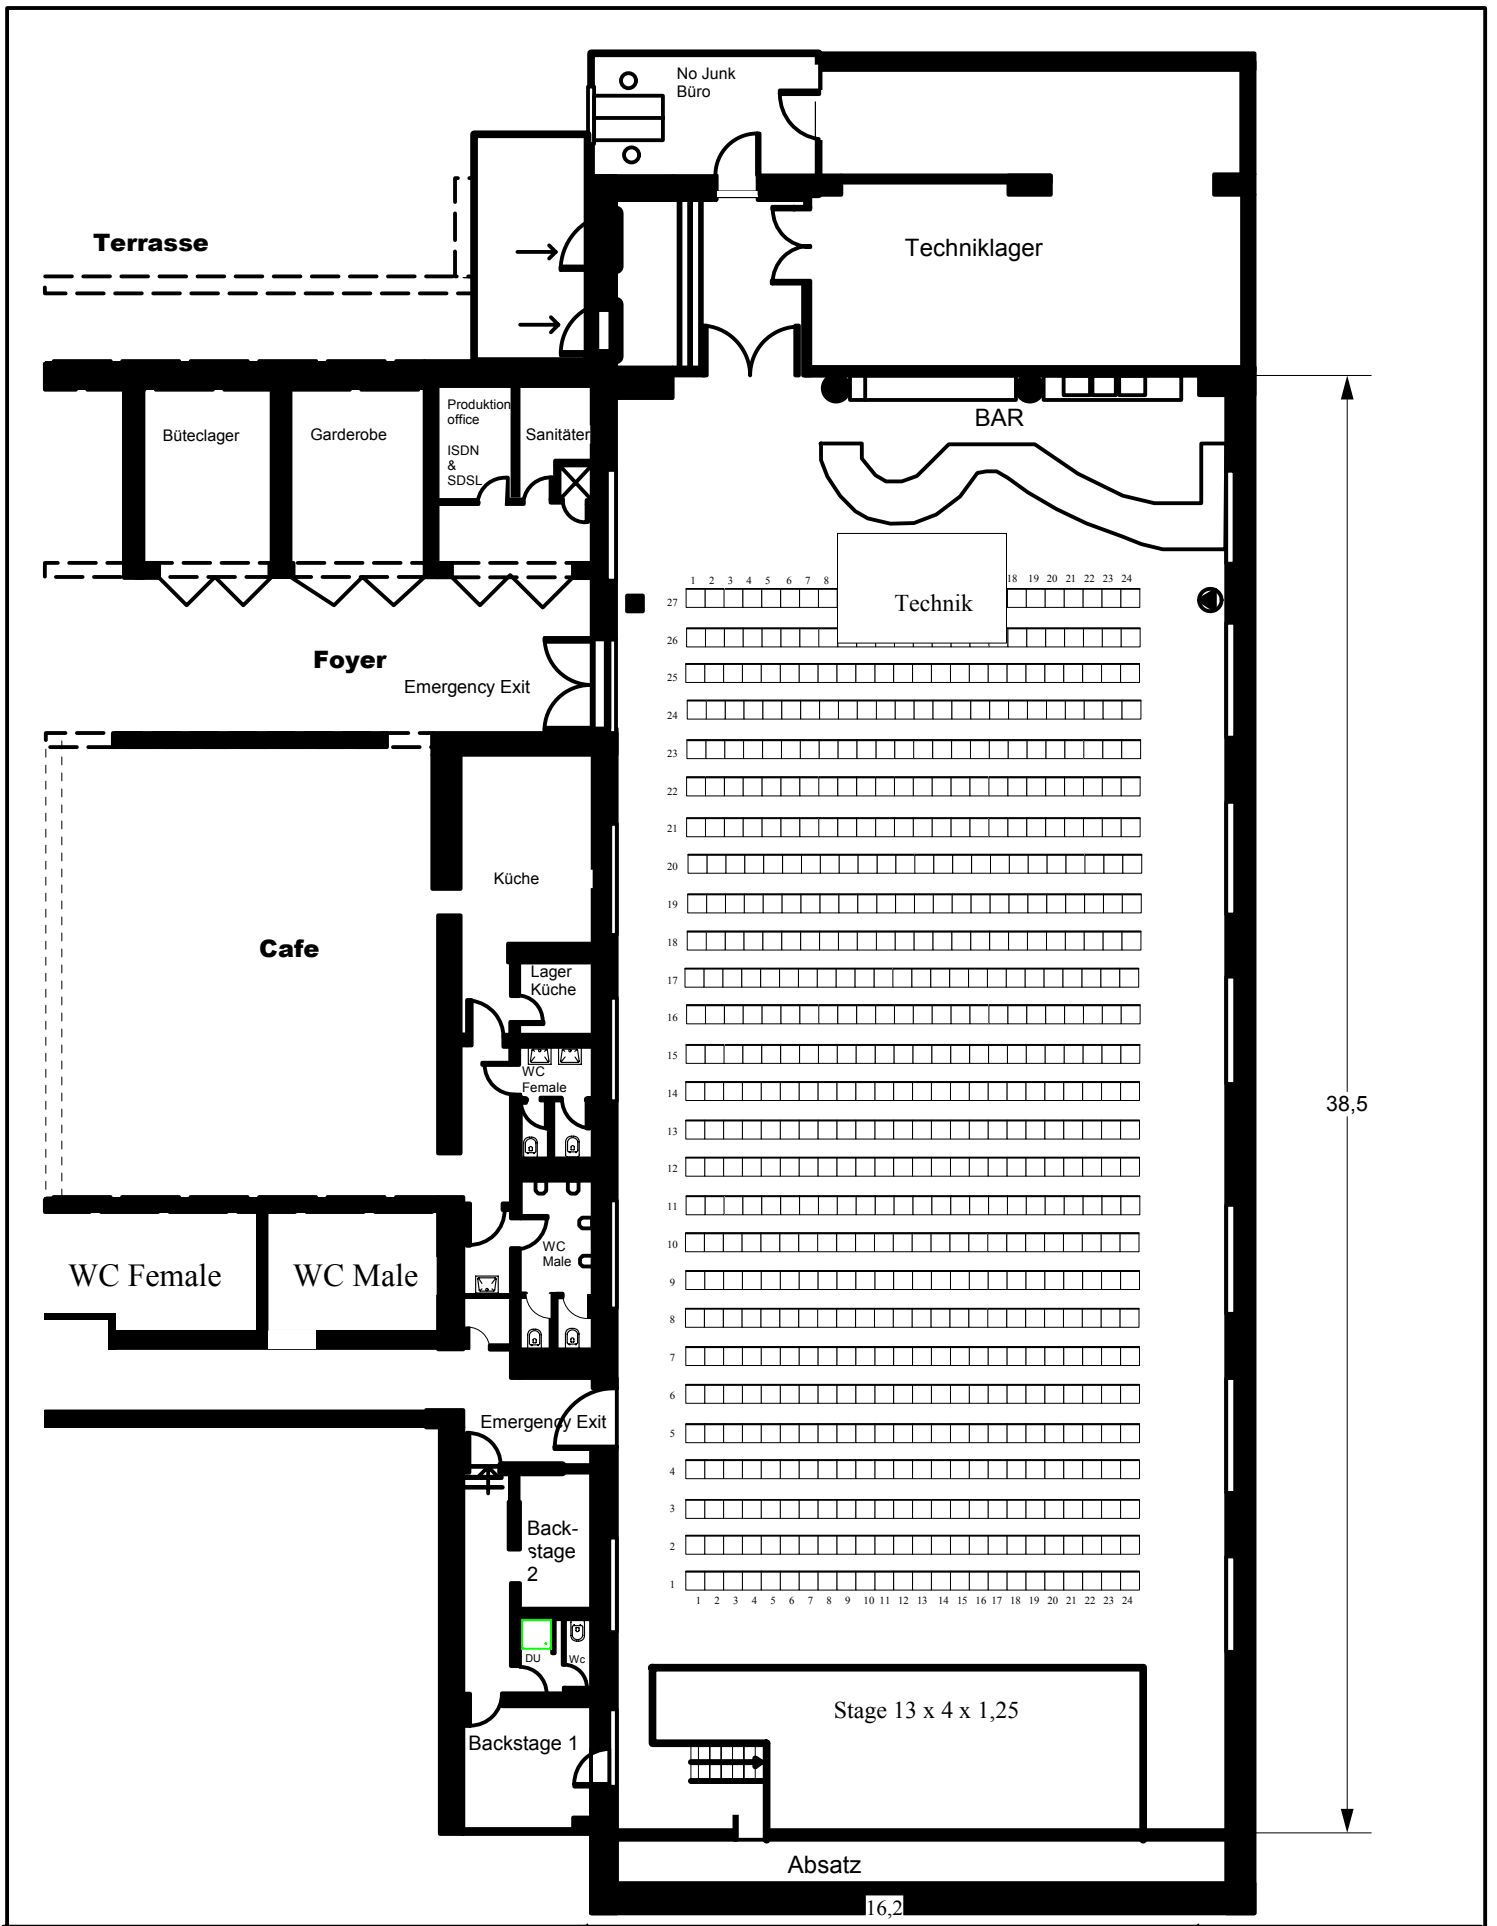 No Junk
Büro
Terrasse
Techniklager
Produktion
office
ISDN
&
SDSL
Sanitäter
Büteclager
Garderobe
BAR
1 2 3 4 5 6 7 8 18 19 20 21 22 23 24
Technik
27
26
Foyer
Emergency Exit
25
24
23
22
21
20
Küche
19
18
Cafe
Lager
Küche
17
16
15
WC
Female
14
38,5
13
12
11
10
WC
Male
WC Female
WC Male
9
8
7
6
Emergency Exit
5
4
3
Back-
stage
2
2
1
1 2 3 4 5 6 7 8 9 10 11 12 13 14 15 16 17 18 19 20 21 22 23 24
DU
Wc
Stage 13 x 4 x 1,25
Backstage 1
Absatz
16,2